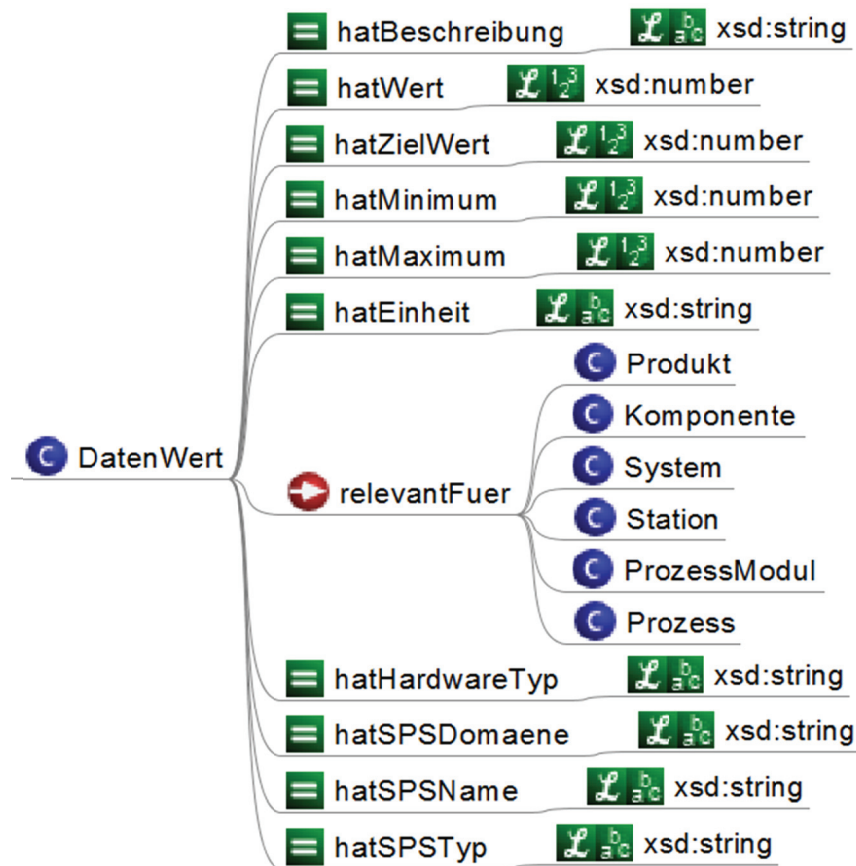 hatBeschreibung xsd:string
hatWert xsd:number
hatZielWert xsd:number
hatMinimum xsd:number
hatMaximum xsd:number
hatEinheit xsd:string
DatenWert
relevantFuer
Produkt
Komponente
System
Station
ProzessModul
Prozess
hatHardwareTyp xsd:string
hatSPSDomaene xsd:string
hatSPSName xsd:string
hatSPSTyp xsd:string